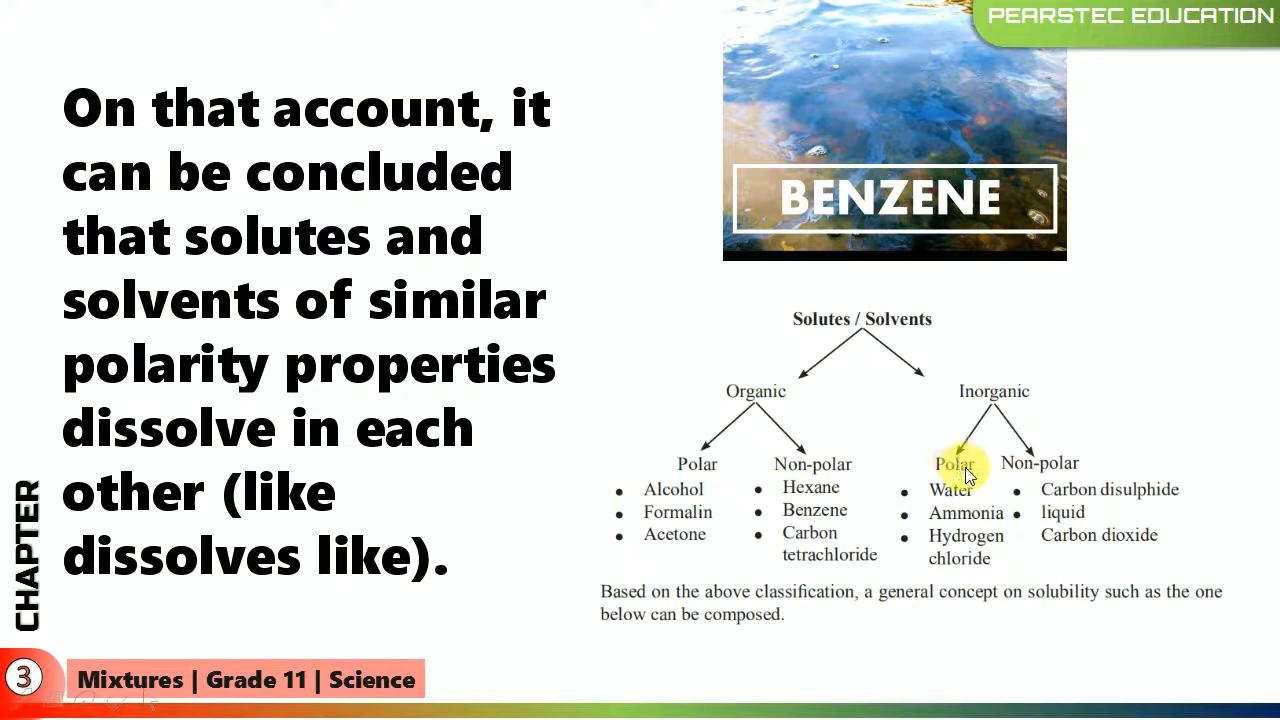 PEARSTEC EDUCATION
On that account, it
can be concluded
that solutes and
solvents of similar
polarity properties
dissolve in each
other (like
dissolves like).
BENZENE
Solutes / Solvents
Organic
Inorganic
Polar
Non-polar
Polar
Non-polar
• Alcohol
• Formalin
• Acetone
• Hexane
• Benzene
• Carbon
tetrachloride
• Water
• Ammonia
• Hydrogen
chloride
• Carbon disulphide
• liquid
Carbon dioxide
Based on the above classification, a general concept on solubility such as the one
below can be composed.
CHAPTER
3
Mixtures | Grade 11 | Science